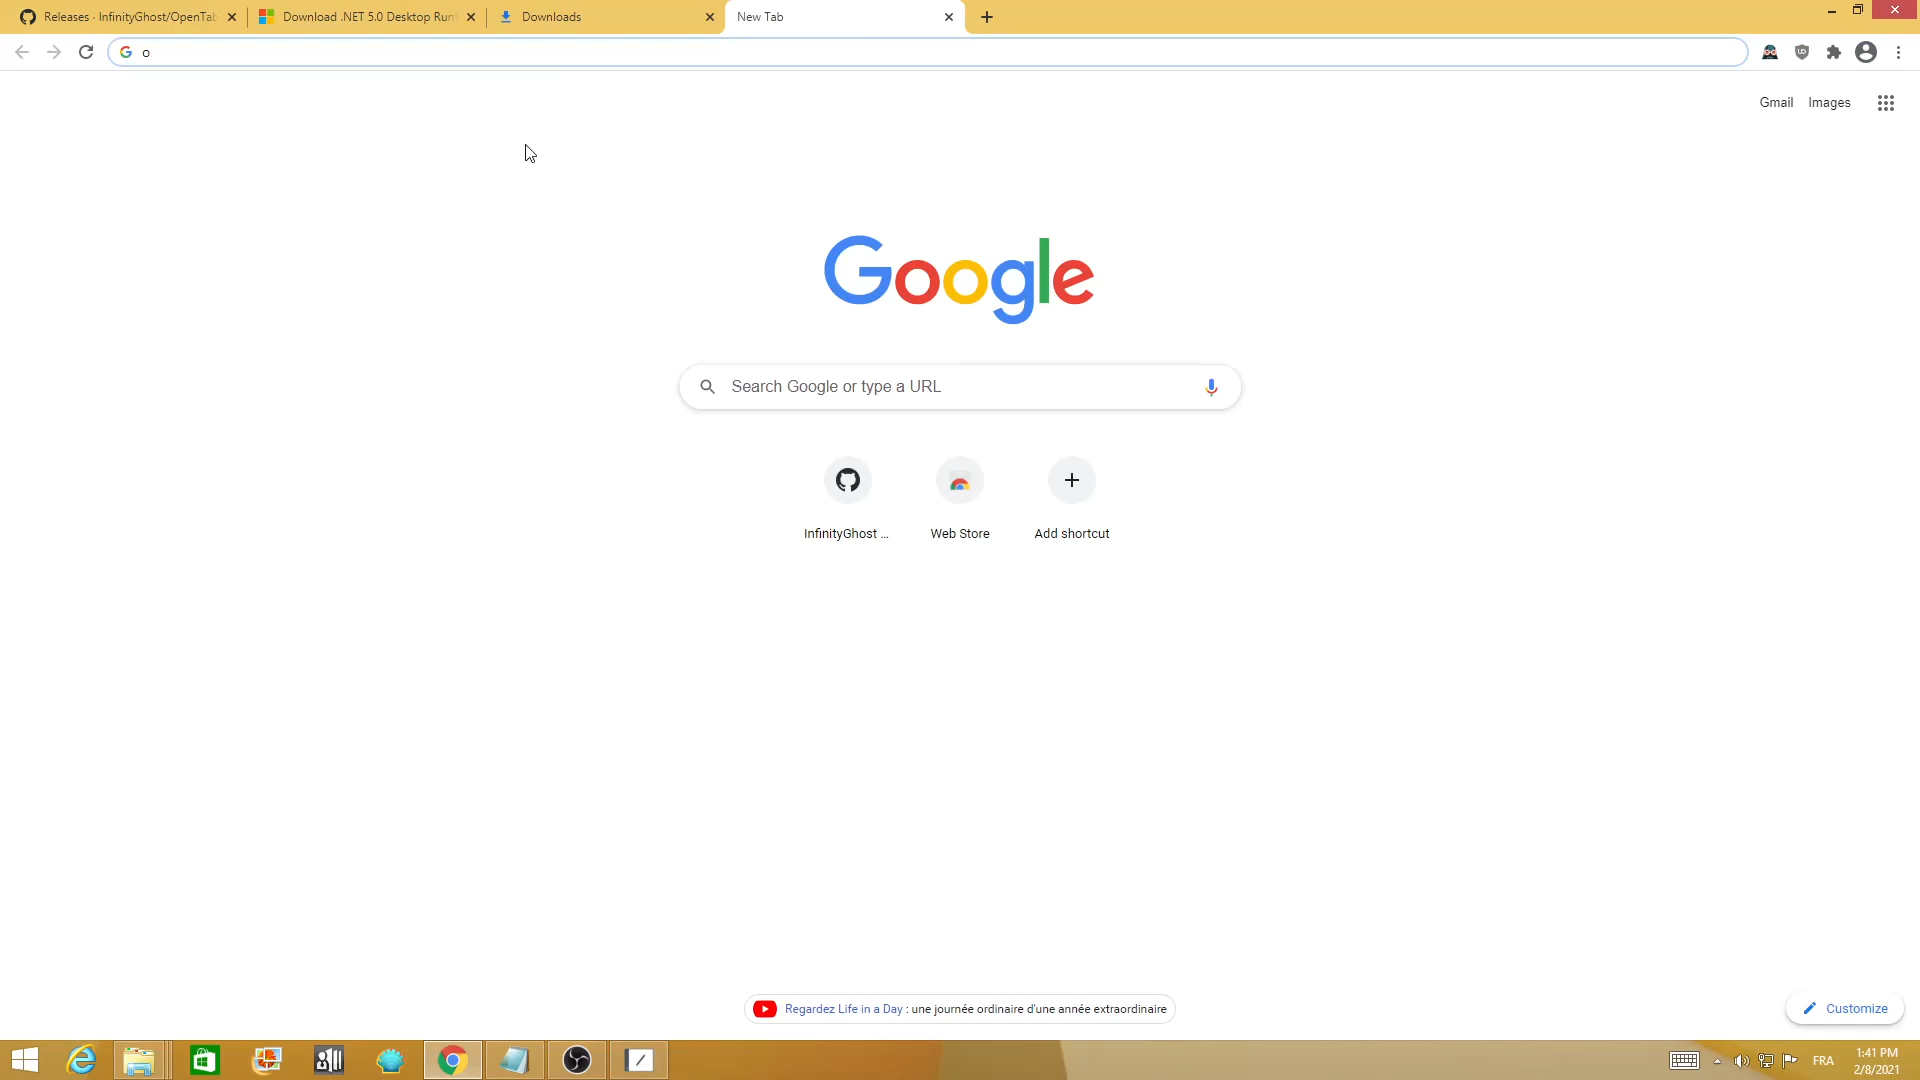 Releases · InfinityGhost/OpenTab
Download .NET 5.0 Desktop Runt
Downloads
New Tab
o
Gmail
Images
Google
Search Google or type a URL
InfinityGhost ...
Web Store
Add shortcut
Regardez Life in a Day : une journée ordinaire d'une année extraordinaire
Customize
FRA
1:41 PM
2/8/2021